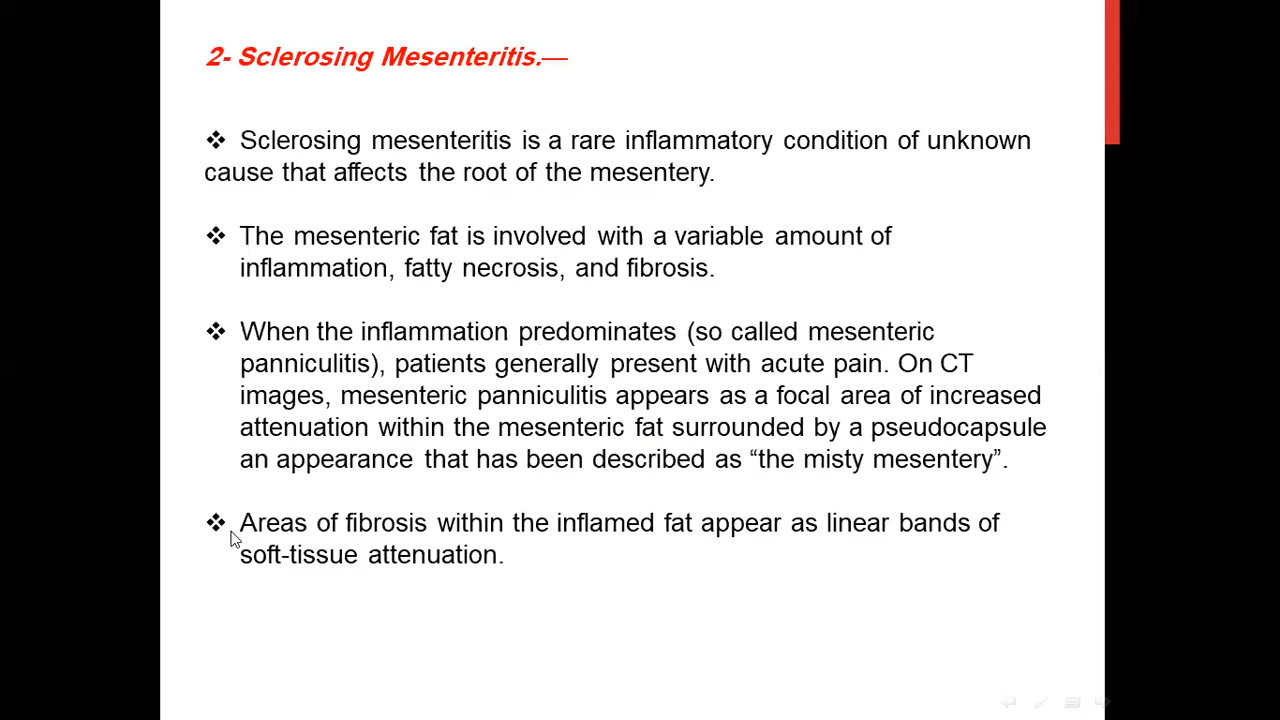 2- Sclerosing Mesenteritis.—
❖ Sclerosing mesenteritis is a rare inflammatory condition of unknown
cause that affects the root of the mesentery.
❖ The mesenteric fat is involved with a variable amount of
inflammation, fatty necrosis, and fibrosis.
❖ When the inflammation predominates (so called mesenteric
panniculitis), patients generally present with acute pain. On CT
images, mesenteric panniculitis appears as a focal area of increased
attenuation within the mesenteric fat surrounded by a pseudocapsule
an appearance that has been described as “the misty mesentery”.
❖ Areas of fibrosis within the inflamed fat appear as linear bands of
soft-tissue attenuation.